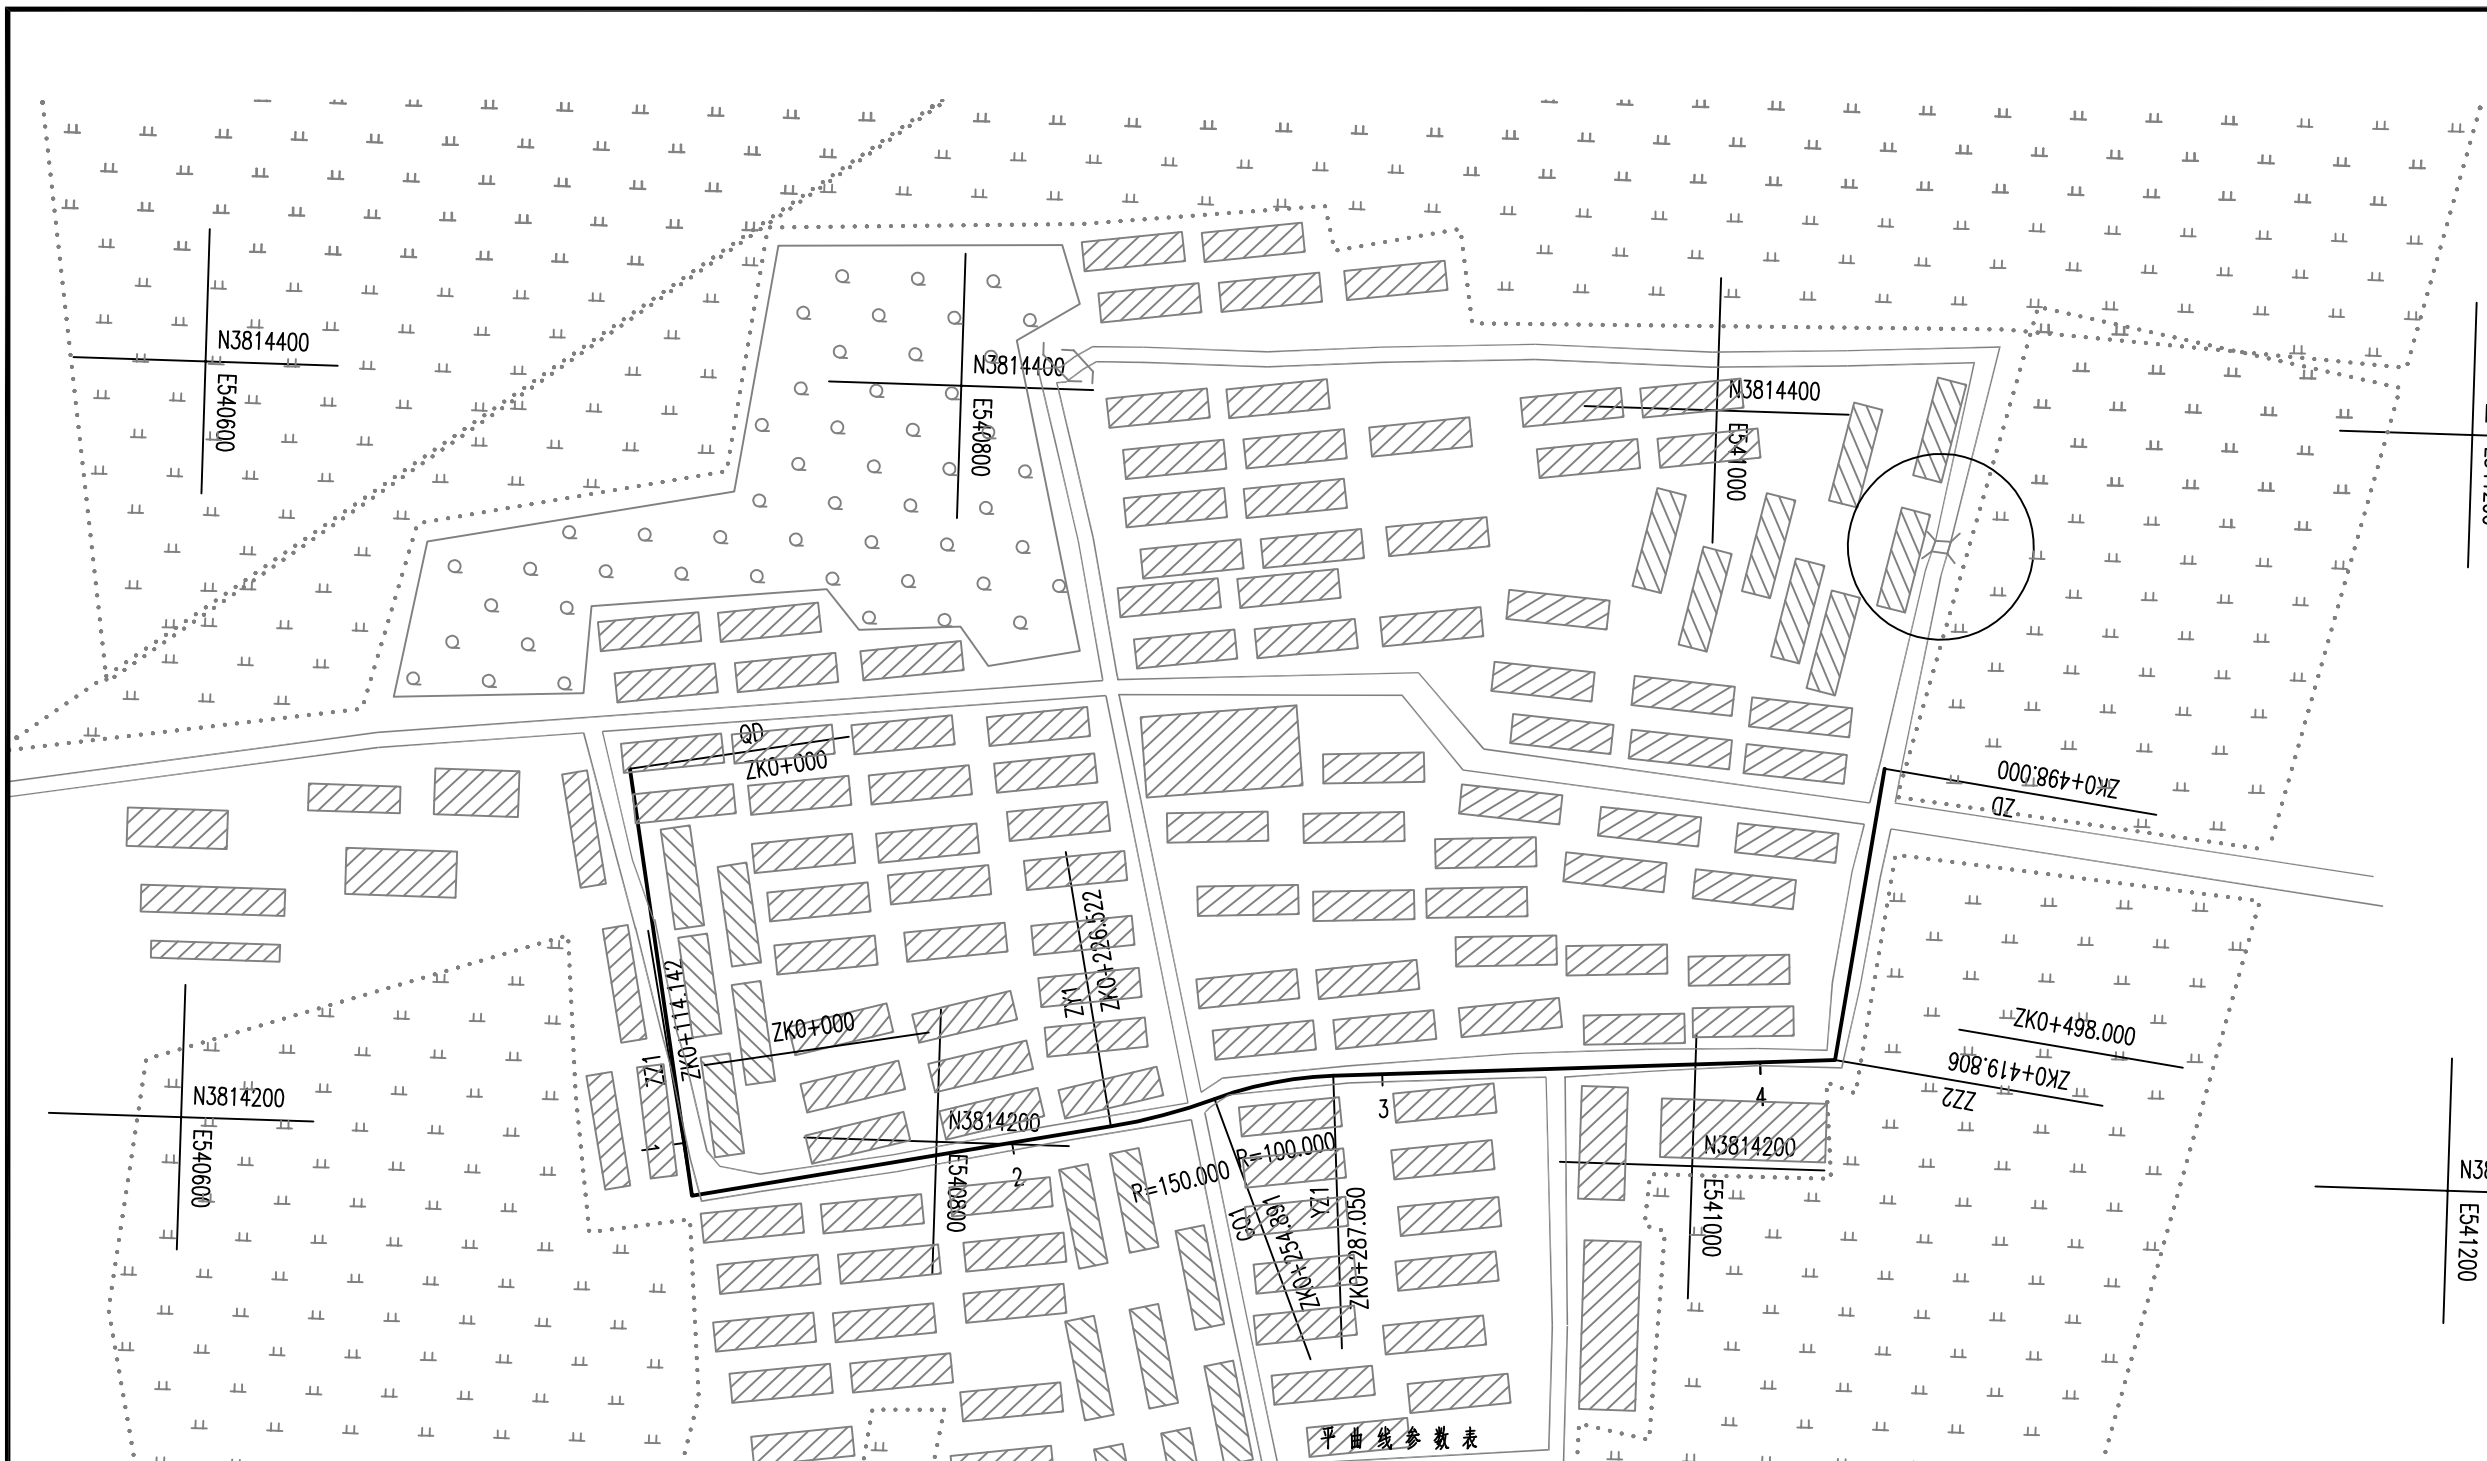 N3814400
E540600
N3814400
E540800
N3814400
E541000
QD
ZK0+000
ZK0+498.000
ZD
ZZ1
ZK0+114.142
ZK0+000
ZY1
ZK0+226.522
ZK0+498.000
ZK0+419.806
ZZ2
N3814200
E540600
1
N3814200
E540800
2
R=150.000
R=100.000
3
4
CQ1
ZK0+254.891
YZ1
ZK0+287.050
N3814200
E541000
N38
E541200
平曲线参数表